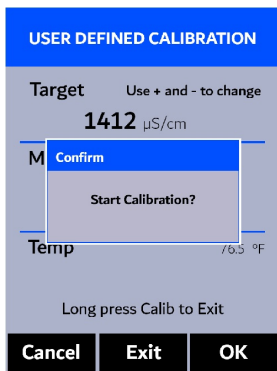 USER DEFINED CALIBRATION
Target Use + and - to change
1412 µS/cm
M
Confirm
Start Calibration?
Temp 76.5 °F
Long press Calib to Exit
Cancel Exit OK